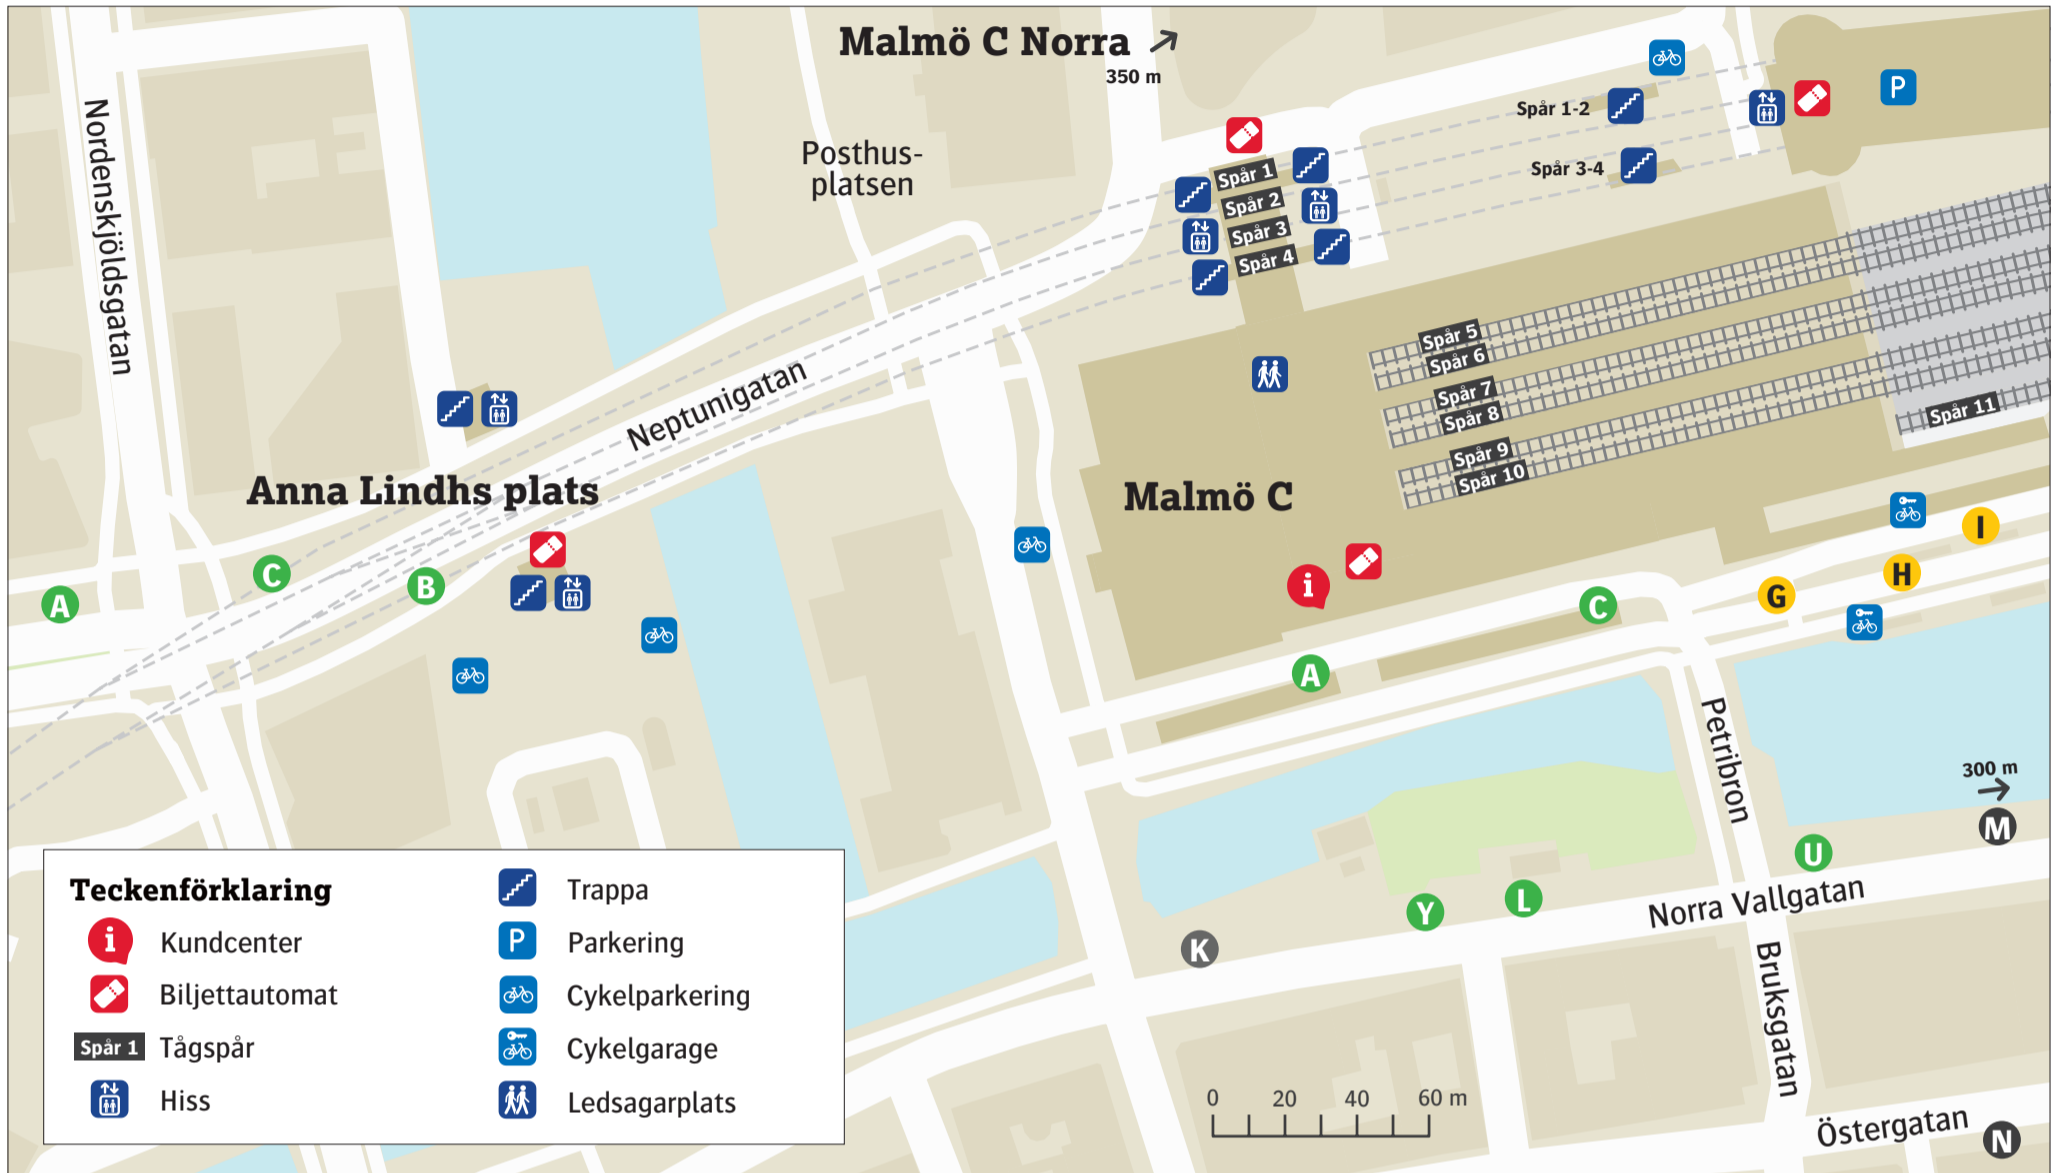 Malmö C Norra
350 m
Nordenskjöldsgatan
Posthus-
platsen
Spår 1-2
P
Spår 3-4
Spår 1
Spår 2
Spår 3
Spår 4
Spår 5
Spår 6
Spår 7
Spår 8
Spår 9
Spår 10
Spår 11
Neptunigatan
Anna Lindhs plats
Malmö C
A
C
B
i
A
C
G
H
I
Petribron
300 m
M
U
Y
L
K
Norra Vallgatan
Bruksgatan
Östergatan
N
0 20 40 60 m
Teckenförklaring
i Kundcenter
Biljettautomat
Spår 1 Tågspår
Hiss
Trappa
P Parkering
Cykelparkering
Cykelgarage
Ledsagarplats